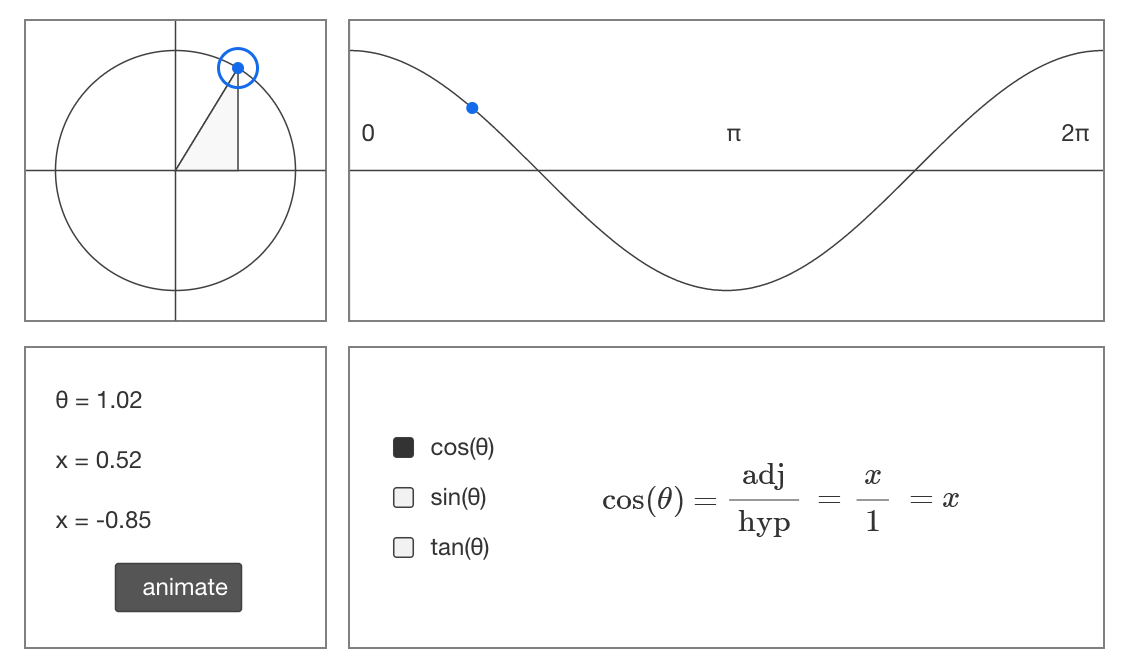 0 π 2π
θ = 1.02
x = 0.52
x = -0.85
animate
cos(θ)
sin(θ)
tan(θ)
cos(θ) = adj/hyp = x/1 = x